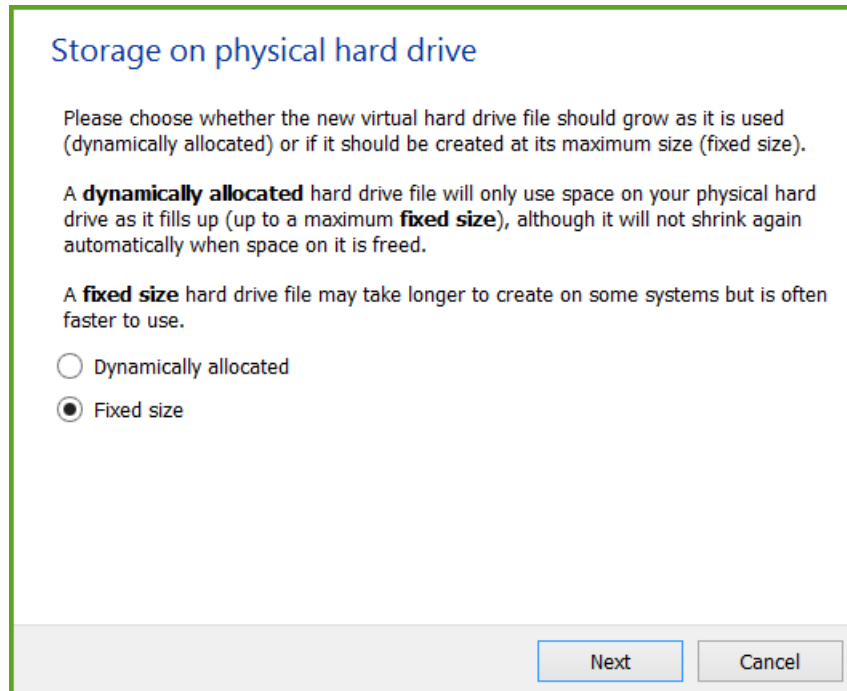 Storage on physical hard drive
Please choose whether the new virtual hard drive file should grow as it is used
(dynamically allocated) or if it should be created at its maximum size (fixed size).
A dynamically allocated hard drive file will only use space on your physical hard
drive as it fills up (up to a maximum fixed size), although it will not shrink again
automatically when space on it is freed.
A fixed size hard drive file may take longer to create on some systems but is often
faster to use.
Dynamically allocated
Fixed size
Next Cancel